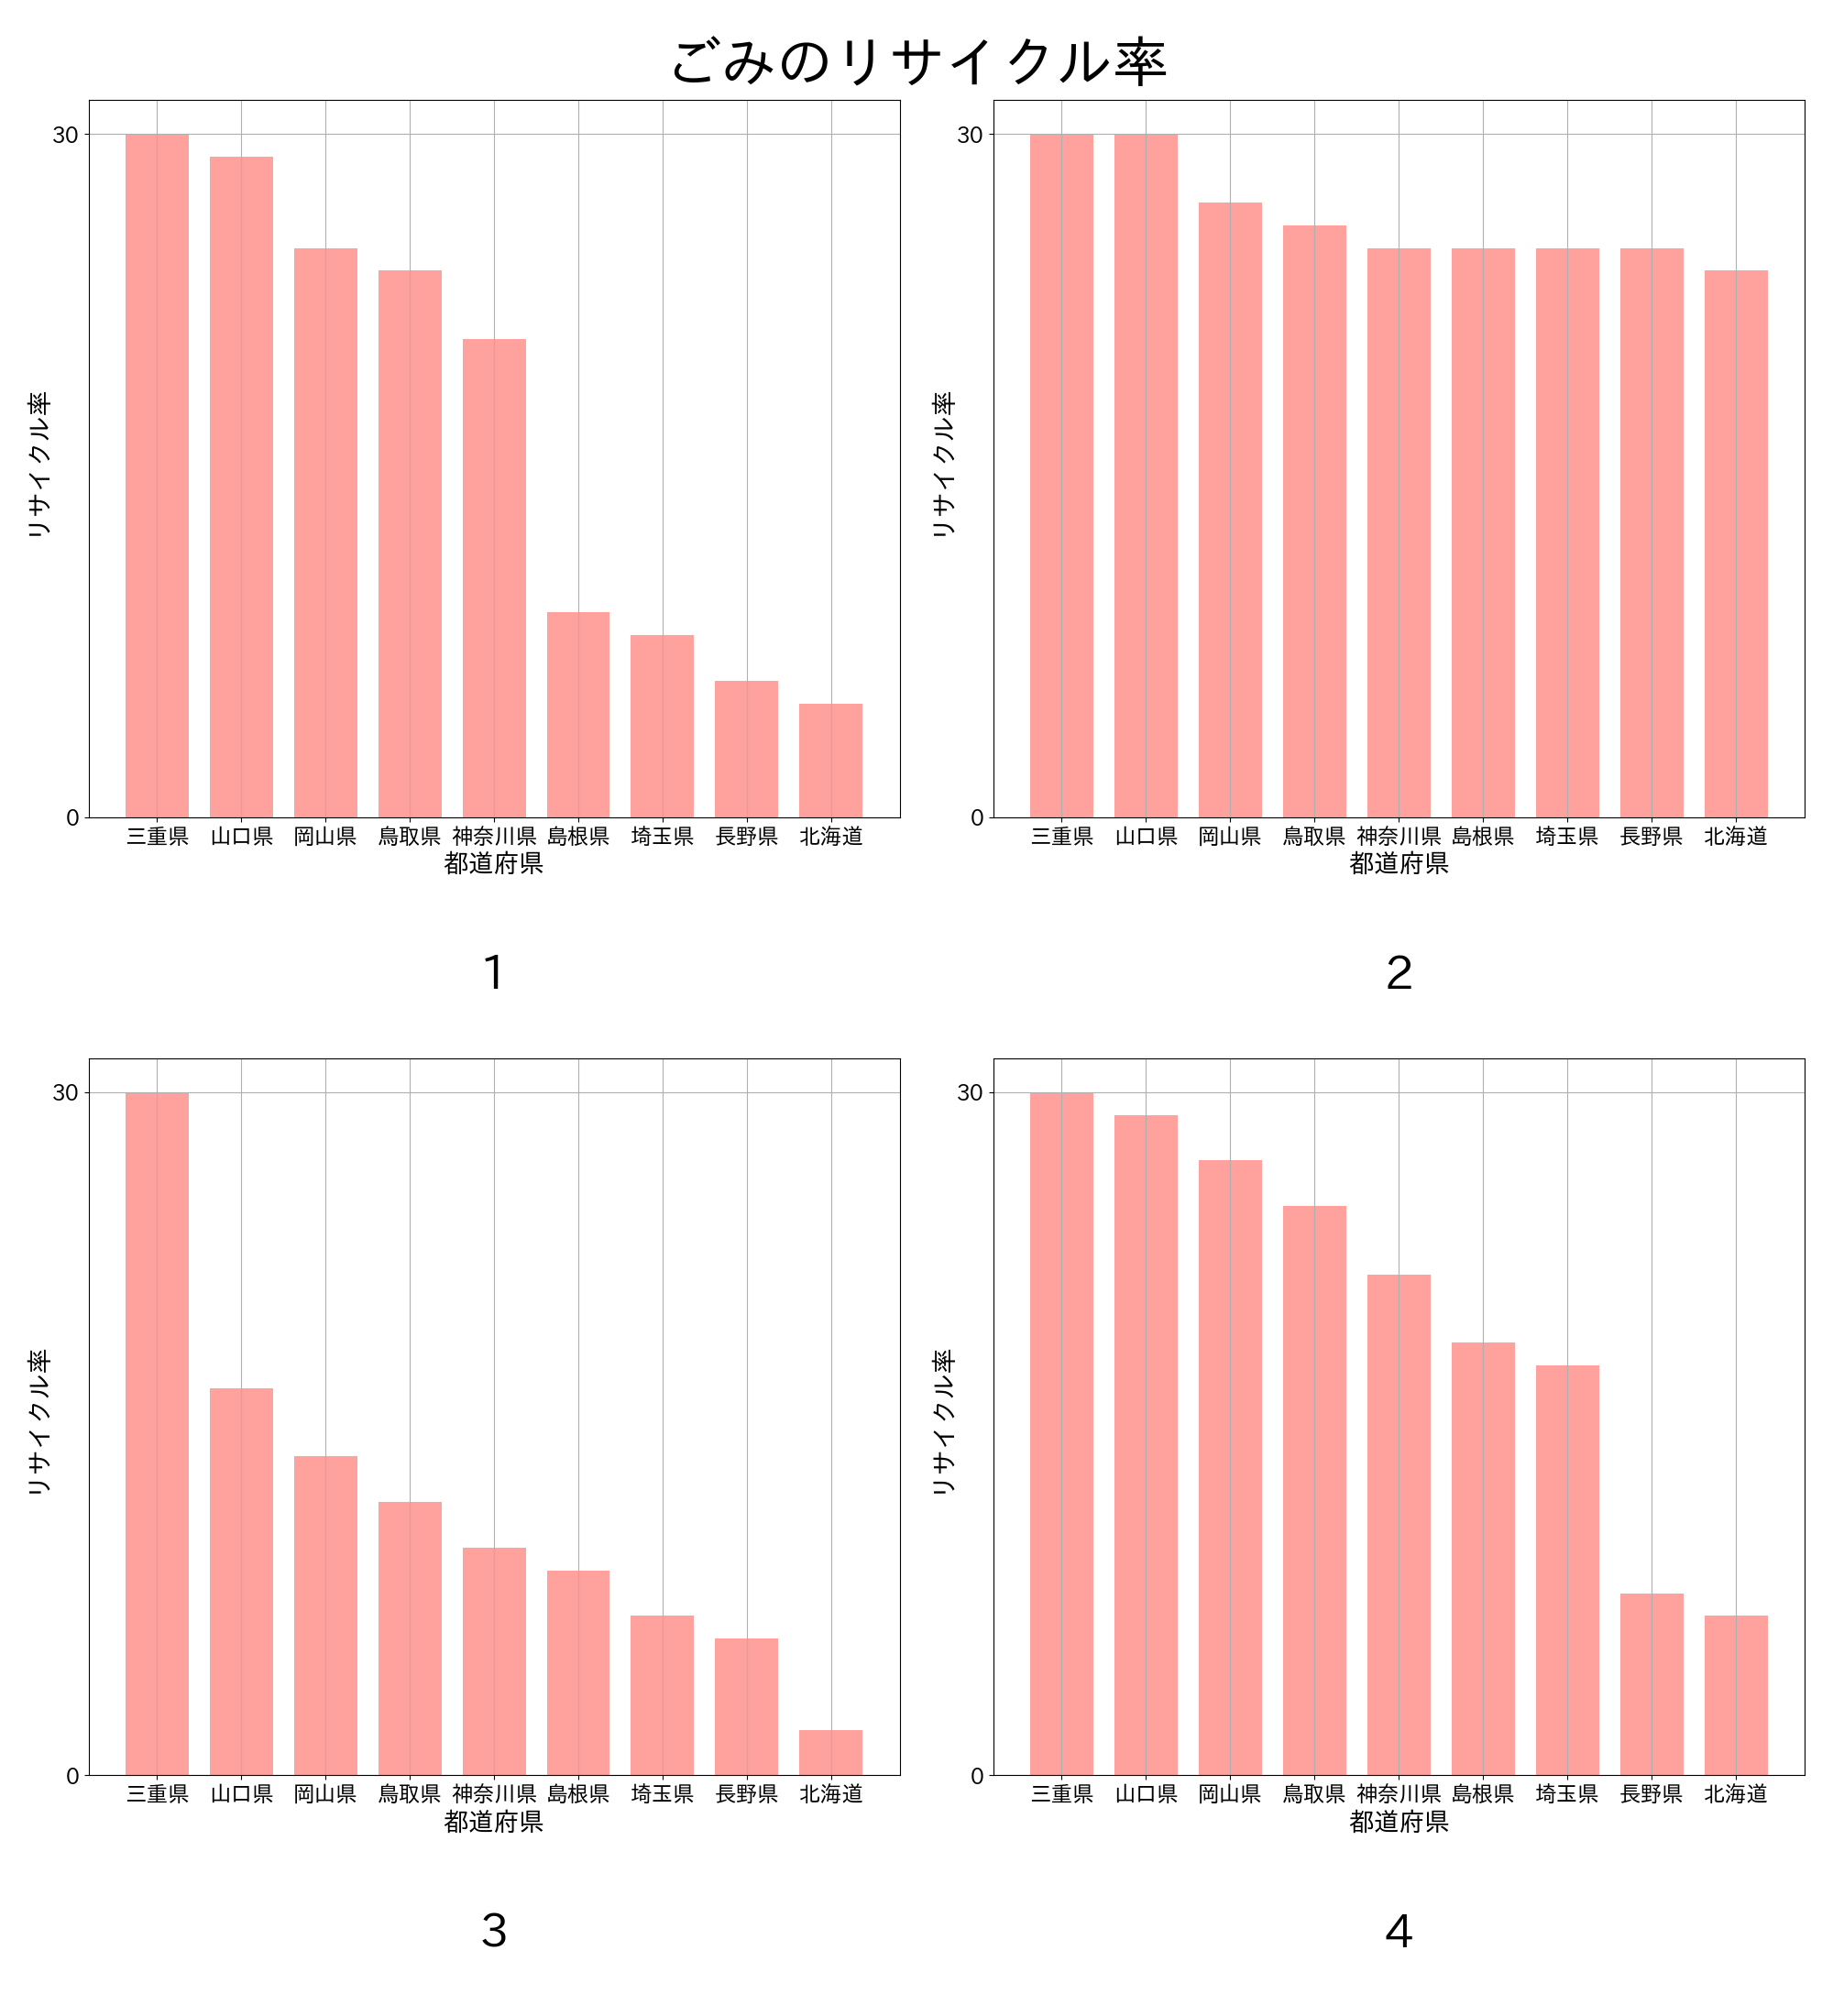 ごみのリサイクル率
30
0
リサイクル率
三重県 山口県 岡山県 鳥取県 神奈川県 島根県 埼玉県 長野県 北海道
都道府県
1
30
0
リサイクル率
三重県 山口県 岡山県 鳥取県 神奈川県 島根県 埼玉県 長野県 北海道
都道府県
2
30
0
リサイクル率
三重県 山口県 岡山県 鳥取県 神奈川県 島根県 埼玉県 長野県 北海道
都道府県
3
30
0
リサイクル率
三重県 山口県 岡山県 鳥取県 神奈川県 島根県 埼玉県 長野県 北海道
都道府県
4